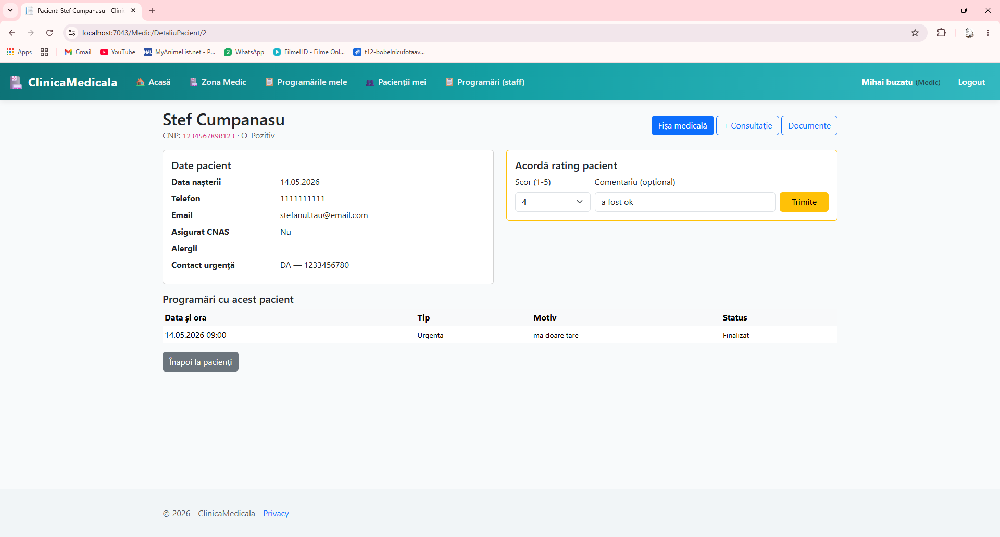 Pacient: Stef Cumpanasu - Clini
localhost:7043/Medic/DetaliuPacient/2
Apps Gmail YouTube MyAnimeList.net - P... 2 WhatsApp FilmeHD - Filme Onl... t12-bobelnicufotaav...
ClinicaMedicala Acasă Zona Medic Programările mele Pacienții mei Programări (staff) Mihai buzatu (Medic) Logout
Stef Cumpanasu
CNP: 1234567890123 · O_Pozitiv
Fișa medicală + Consultație Documente
Date pacient
Data nașterii 14.05.2026
Telefon 1111111111
Email stefanul.tau@email.com
Asigurat CNAS Nu
Alergii —
Contact urgență DA — 1233456780
Acordă rating pacient
Scor (1-5) Comentariu (opțional)
4 a fost ok Trimite
Programări cu acest pacient
Data și ora Tip Motiv Status
14.05.2026 09:00 Urgenta ma doare tare Finalizat
Înapoi la pacienți
© 2026 - ClinicaMedicala - Privacy